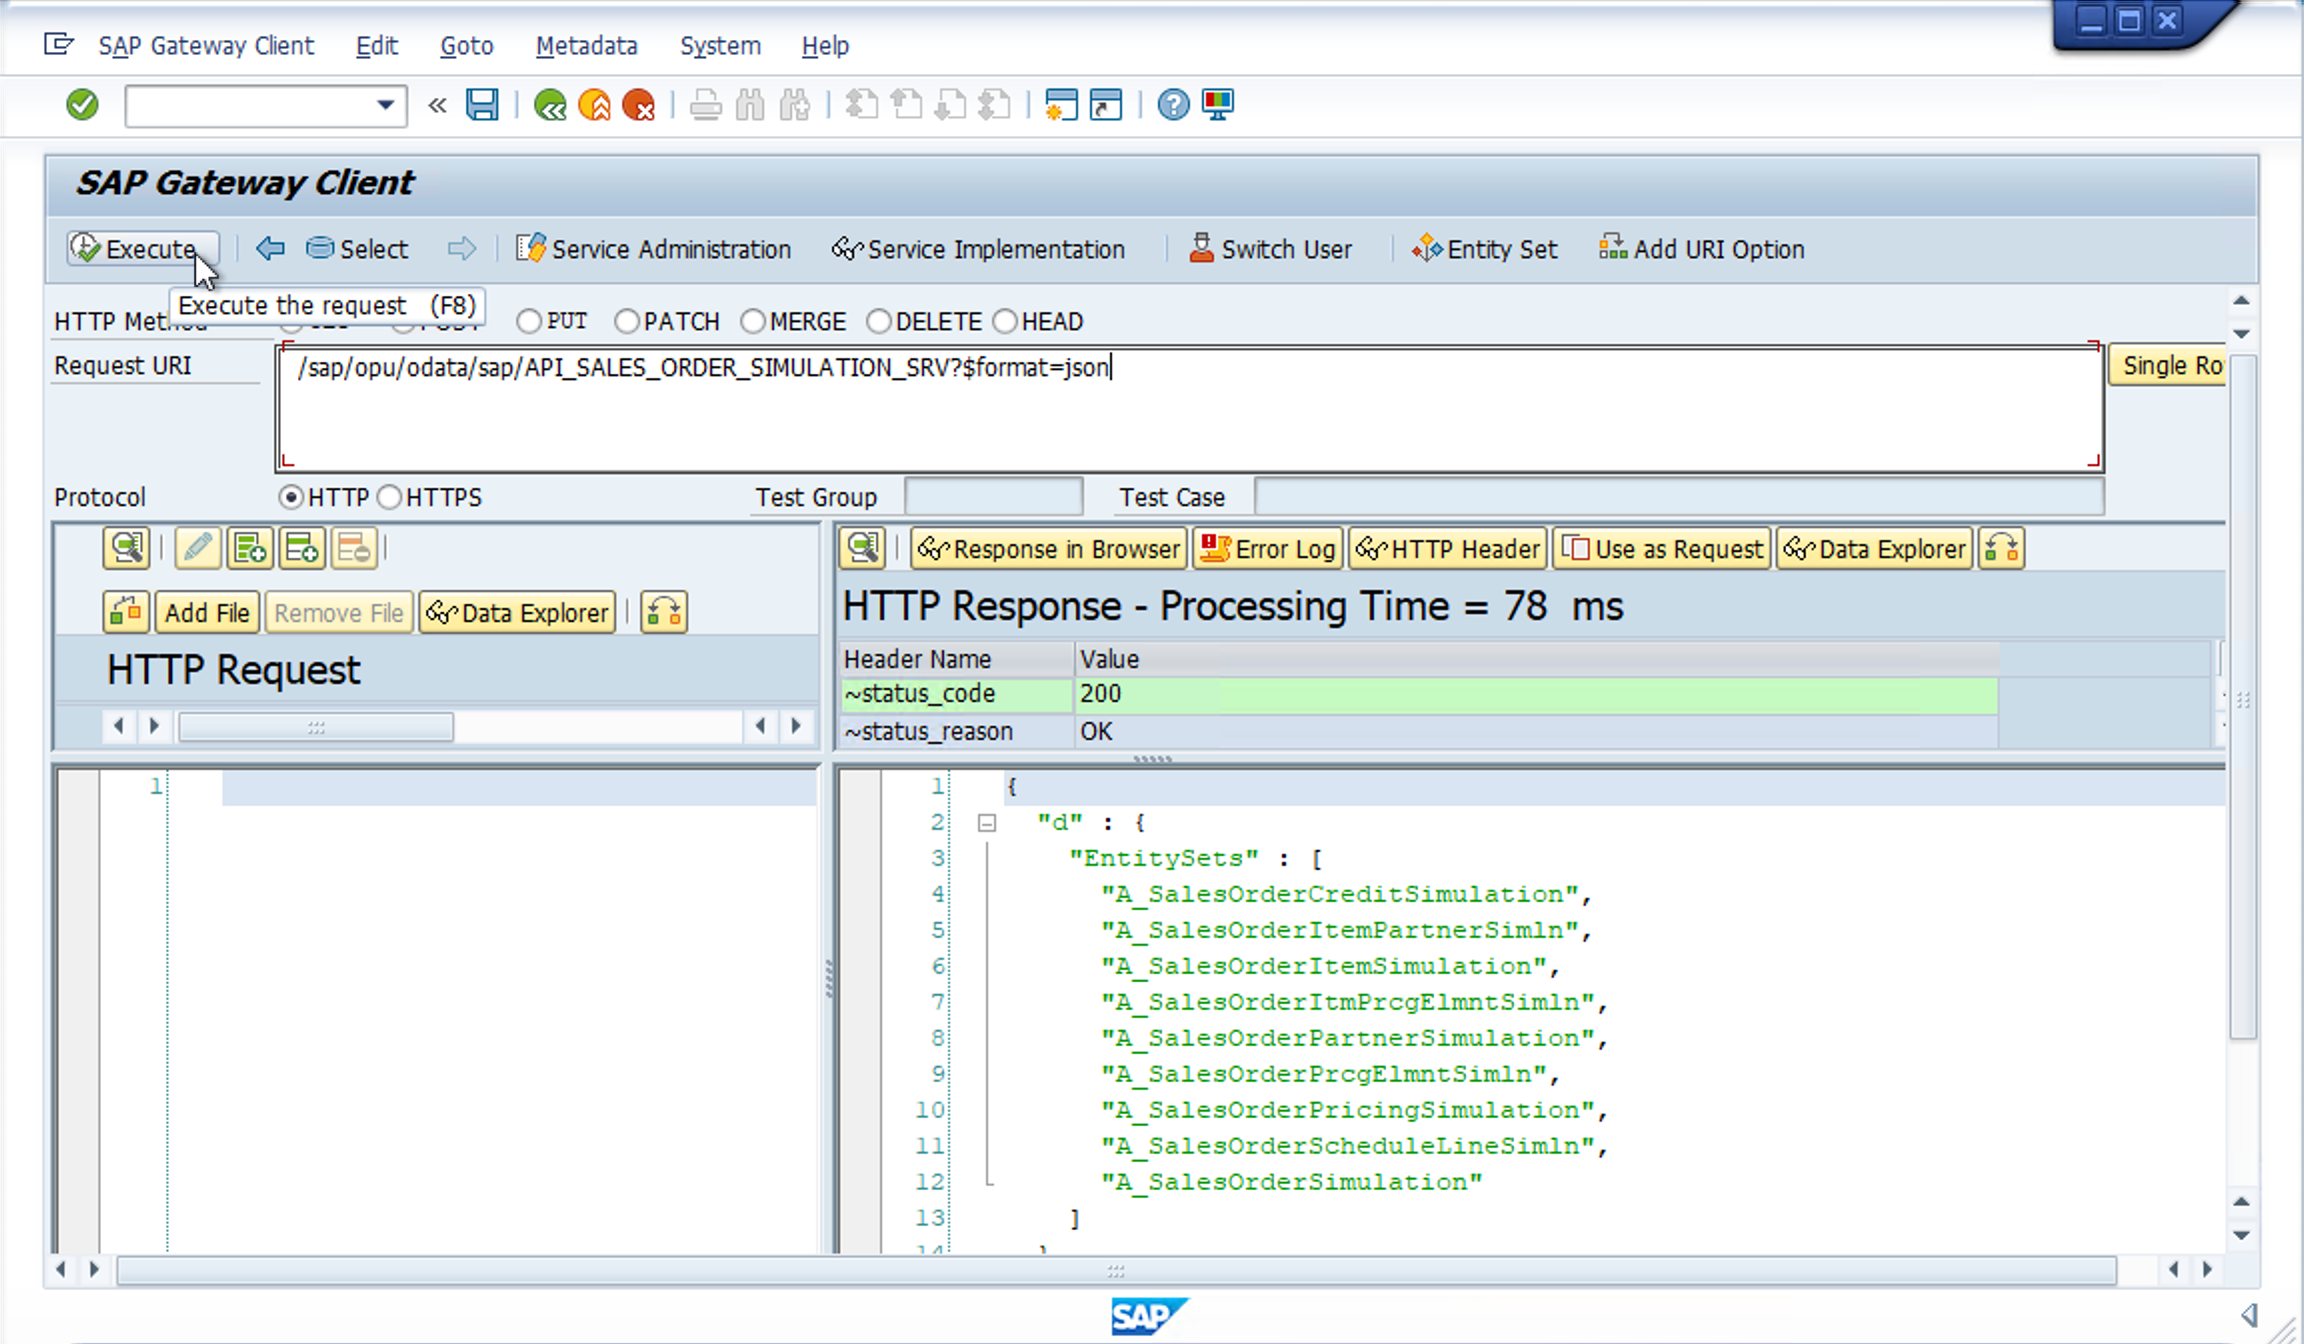 SAP Gateway Client Edit Goto Metadata System Help
SAP Gateway Client
Execute Select Service Administration Service Implementation Switch User Entity Set Add URI Option
Execute the request (F8)
HTTP PUT PATCH MERGE DELETE HEAD
Request URI /sap/opu/odata/sap/API_SALES_ORDER_SIMULATION_SRV?$format=json Single Ro
Protocol HTTP HTTPS Test Group Test Case
Response in Browser Error Log HTTP Header Use as Request Data Explorer
Add File Remove File Data Explorer
HTTP Response - Processing Time = 78 ms
HTTP Request
Header Name Value
~status_code 200
~status_reason OK
1
1 {
2 "d" : {
3 "EntitySets" : [
4 "A_SalesOrderCreditSimulation",
5 "A_SalesOrderItemPartnerSimln",
6 "A_SalesOrderItemSimulation",
7 "A_SalesOrderItmPrcgElmntSimln",
8 "A_SalesOrderPartnerSimulation",
9 "A_SalesOrderPrcgElmntSimln",
10 "A_SalesOrderPricingSimulation",
11 "A_SalesOrderScheduleLineSimln",
12 "A_SalesOrderSimulation"
13 ]
SAP